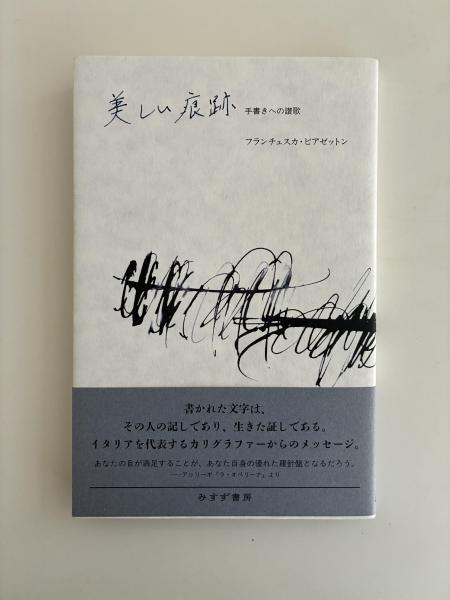 美しい痕跡 手書きへの讃歌
フランチェスカ・ビアゼットン
書かれた文字は、
その人の記しであり、生きた証しである。
イタリアを代表するカリグラファーからのメッセージ。
あなたの目が満足することが、あなた自身の優れた羅針盤となるだろう。
──アッリーギ『ラ・オペリーナ』より
みすず書房